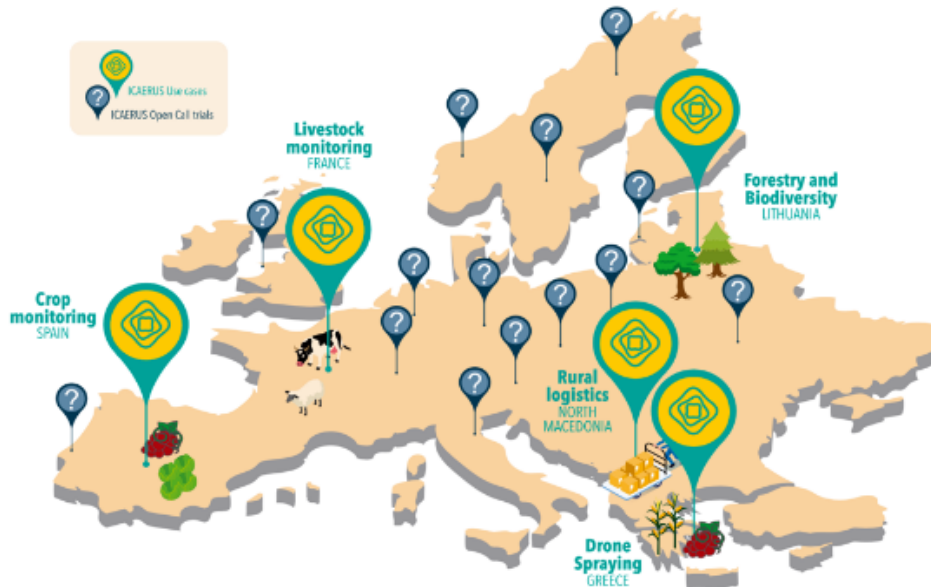 ICAERUS Use cases
?
ICAERUS Open Call trials
Livestock
monitoring
FRANCE
Forestry and
Biodiversity
LITHUANIA
Crop
monitoring
SPAIN
Rural
logistics
NORTH
MACEDONIA
Drone
Spraying
GREECE
?
?
?
?
?
?
?
?
?
?
?
?
?
?